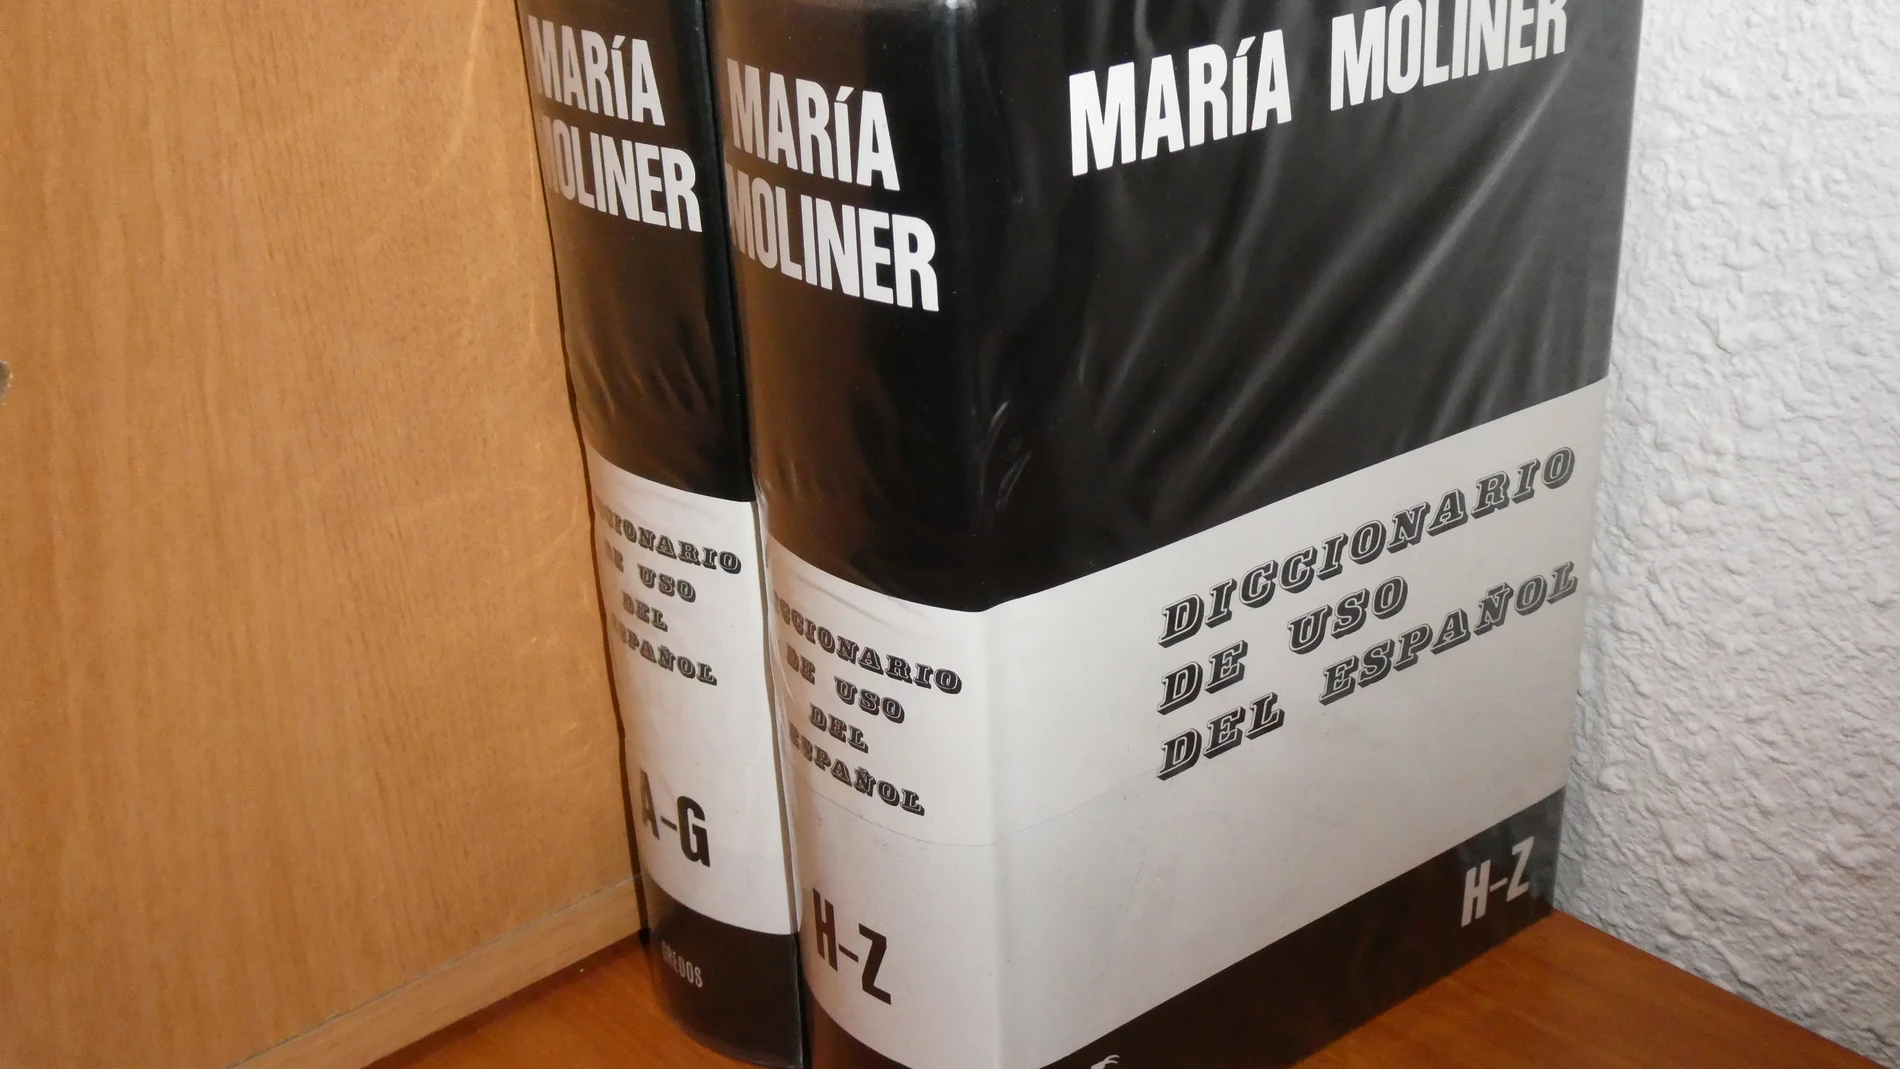 MARÍA
MOLINER
DICCIONARIO
DE USO
DEL
ESPAÑOL
A-G
GREDOS
MARÍA
MOLINER
DICCIONARIO
DE USO
DEL
ESPAÑOL
H-Z
MARÍA MOLINER
DICCIONARIO
DE USO
DEL ESPAÑOL
H-Z